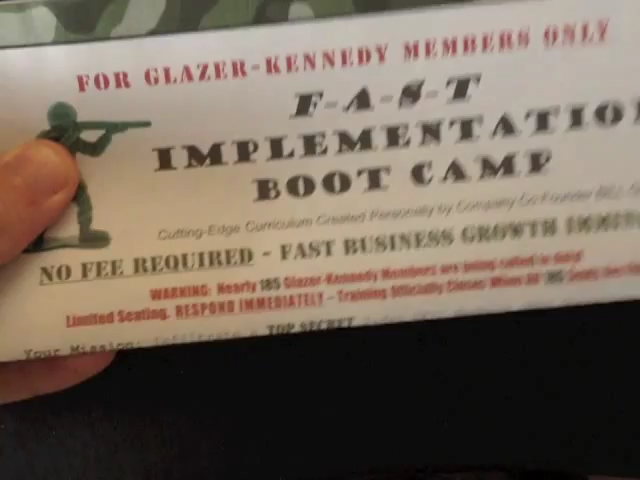 FOR GLAZER-KENNEDY MEMBERS ONLY
F-A-S-T
IMPLEMENTATIO
BOOT CAMP
Cutting-Edge Curriculum Created Personally by Company Co-Founder BILL
NO FEE REQUIRED - FAST BUSINESS GROWTH
WARNING: Nearly 185 Glazer-Kennedy Members are being called to duty!
Limited Seating. RESPOND IMMEDIATELY - Training Officially Closes When All 185 Seats
Your Mission: infiltrate a TOP SECRET